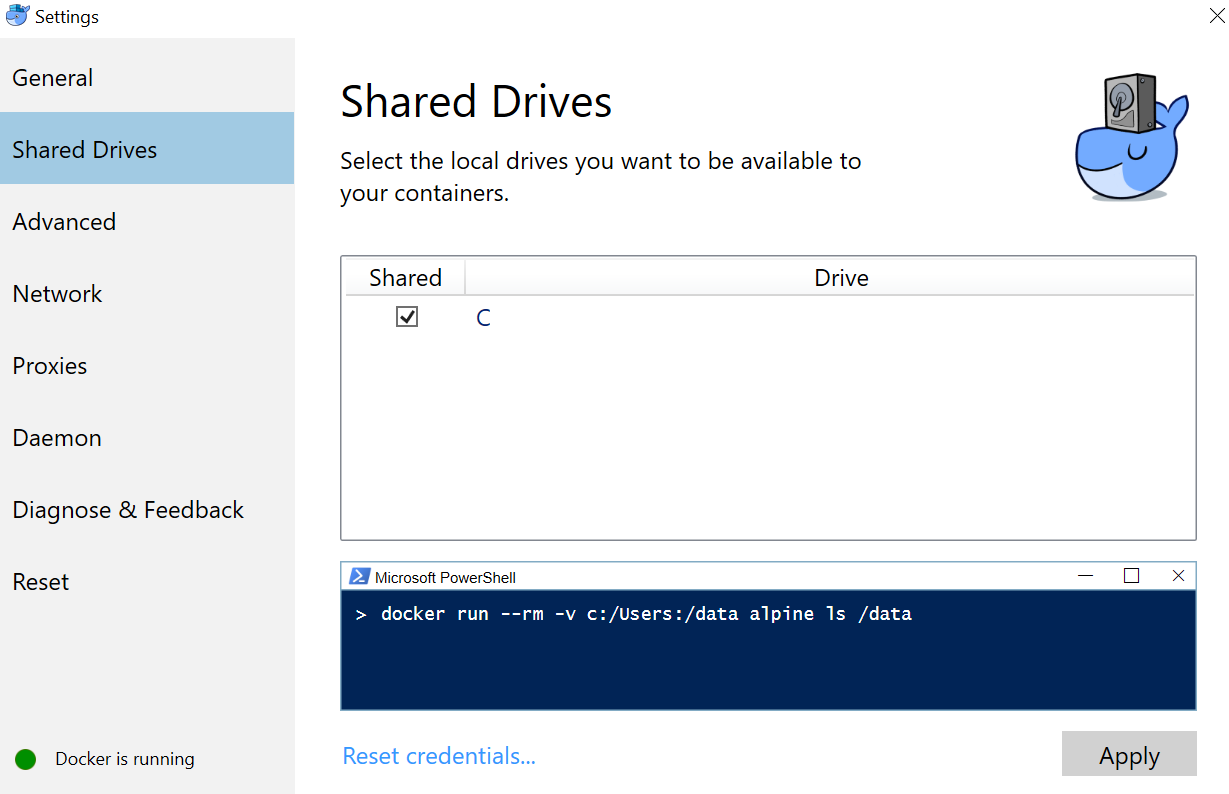 Settings
General
Shared Drives
Advanced
Network
Proxies
Daemon
Diagnose & Feedback
Reset
Docker is running
Shared Drives
Select the local drives you want to be available to
your containers.
Shared Drive
C
Microsoft PowerShell
> docker run --rm -v c:/Users:/data alpine ls /data
Reset credentials...
Apply